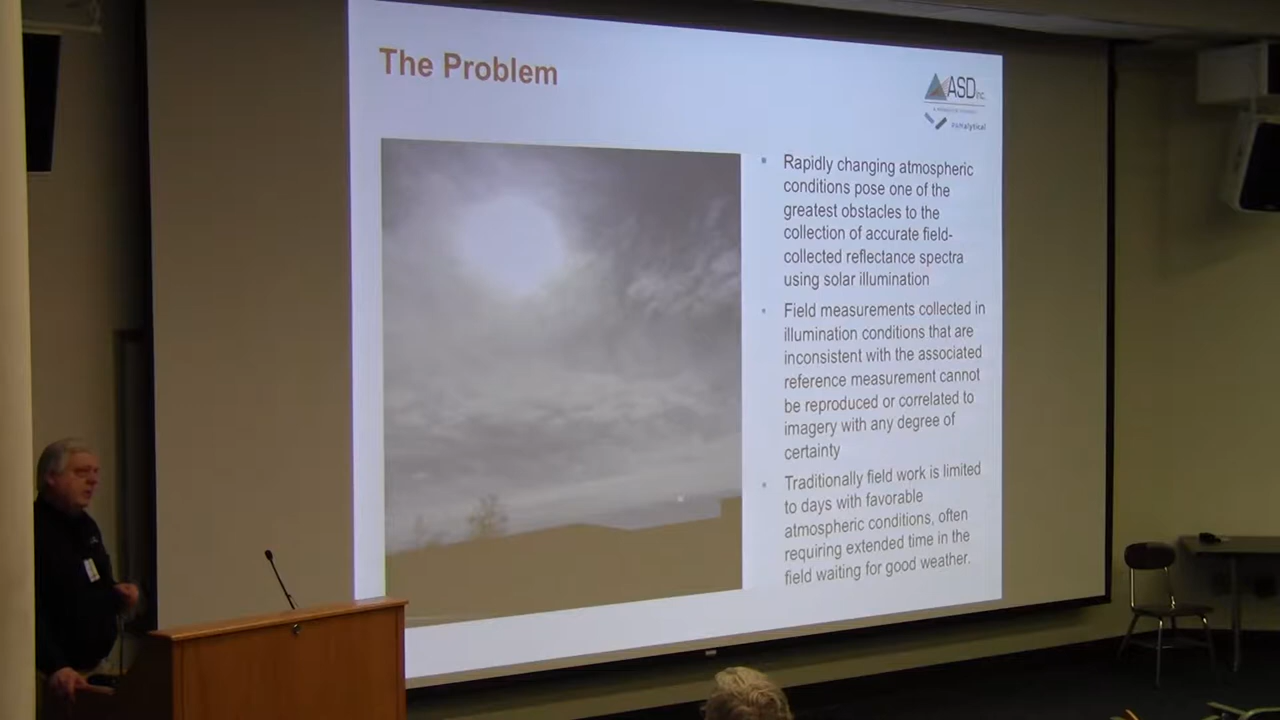 The Problem
ASD Inc.
PANalytical
Rapidly changing atmospheric
conditions pose one of the
greatest obstacles to the
collection of accurate field-
collected reflectance spectra
using solar illumination
Field measurements collected in
illumination conditions that are
inconsistent with the associated
reference measurement cannot
be reproduced or correlated to
imagery with any degree of
certainty
Traditionally field work is limited
to days with favorable
atmospheric conditions, often
requiring extended time in the
field waiting for good weather.